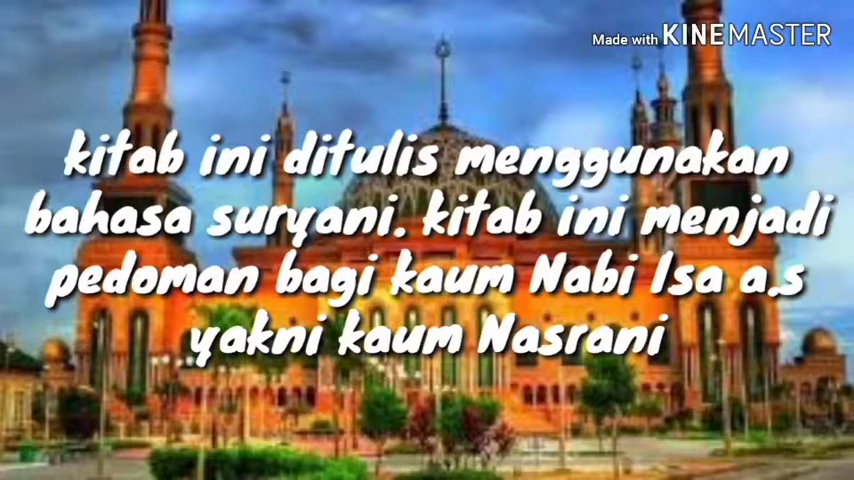 Made with KINEMASTER
kitab ini ditulis menggunakan
bahasa suryani. kitab ini menjadi
pedoman bagi kaum Nabi Isa a.s
yakni kaum Nasrani